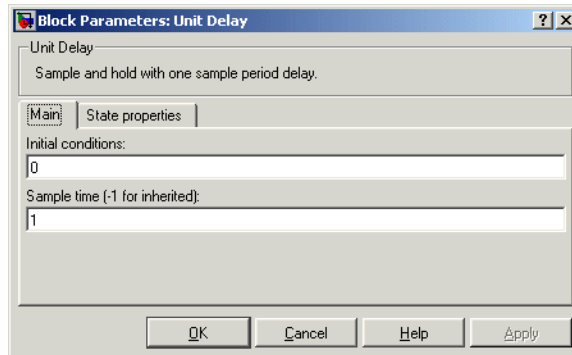 Block Parameters: Unit Delay
Unit Delay
Sample and hold with one sample period delay.
Main State properties
Initial conditions:
0
Sample time (-1 for inherited):
1
OK Cancel Help Apply